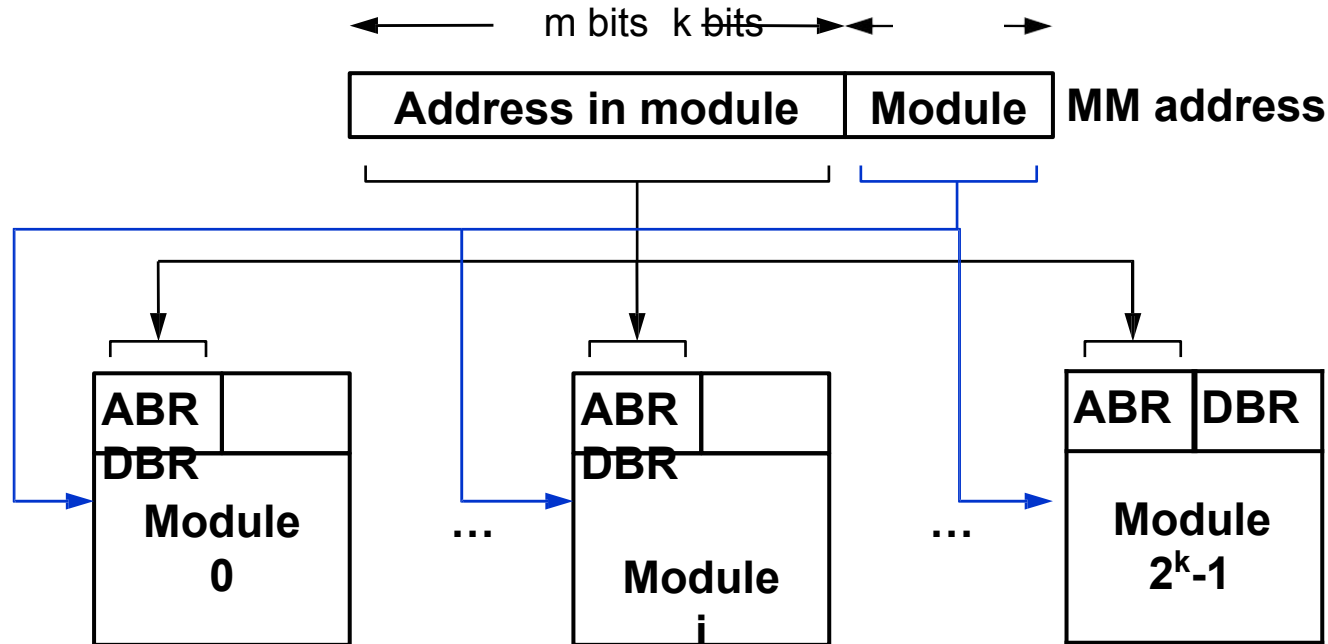 m bits k bits
Address in module Module MM address
ABR
DBR
ABR
DBR
ABR DBR
Module
0
...
Module
i
...
Module
2ᵏ-1